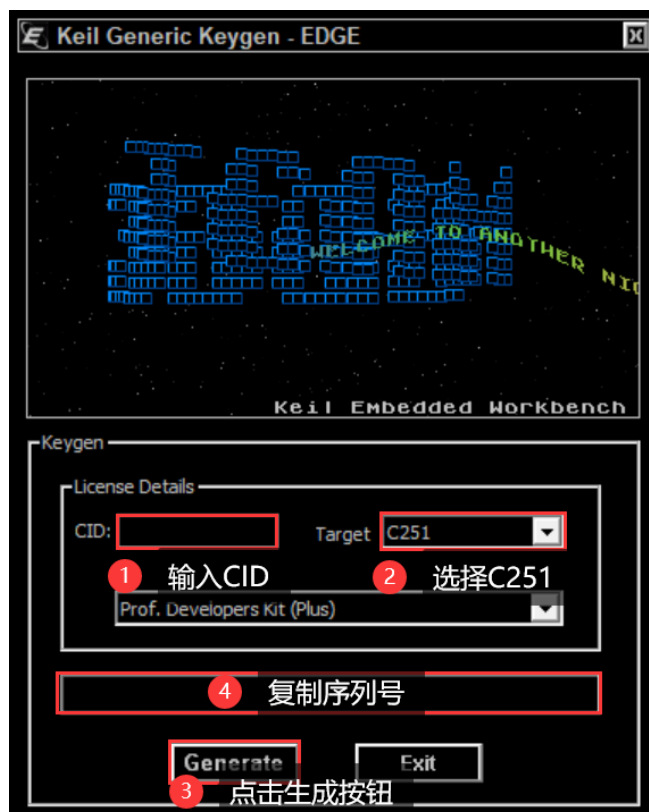 Keil Generic Keygen - EDGE
WELCOME TO ANOTHER
Keil Embedded Workbench
Keygen
License Details
CID:
Target C251
1 输入CID
2 选择C251
Prof. Developers Kit (Plus)
4 复制序列号
Generate Exit
3 点击生成按钮